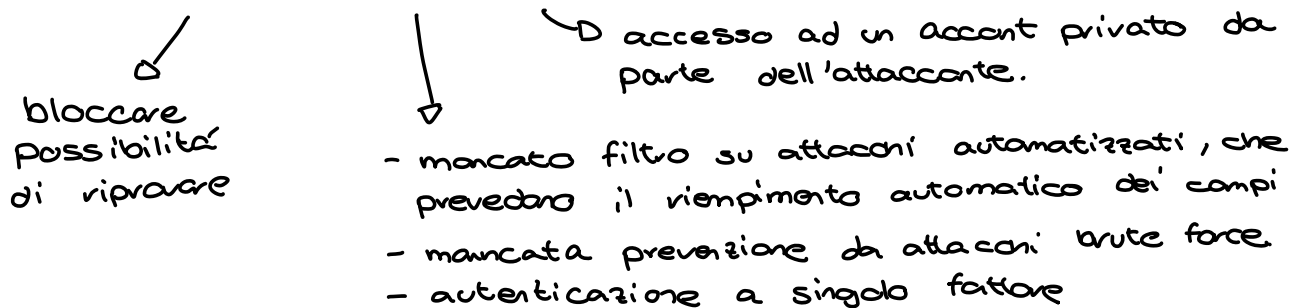 accesso ad un account privato da
parte dell'attaccante.
bloccare
possibilità
di riprovare
- mancato filtro su attacchi automatizzati, che
prevedono il riempimento automatico dei campi
- mancata prevenzione da attacchi brute force
- autenticazione a singolo fattore